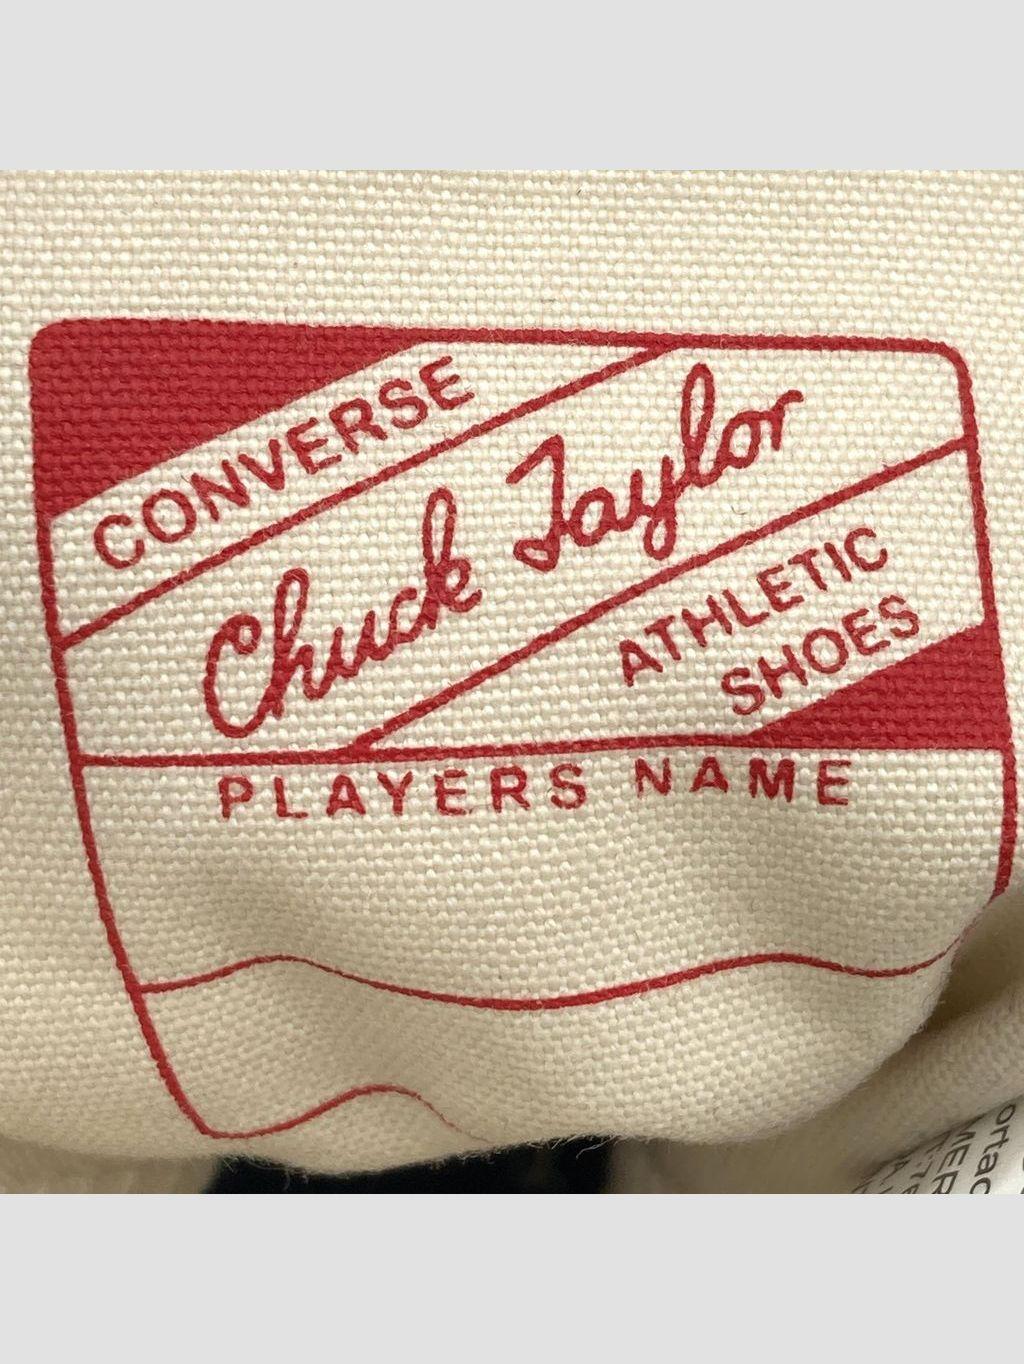 CONVERSE
Chuck Taylor
ATHLETIC
SHOES
PLAYERS NAME